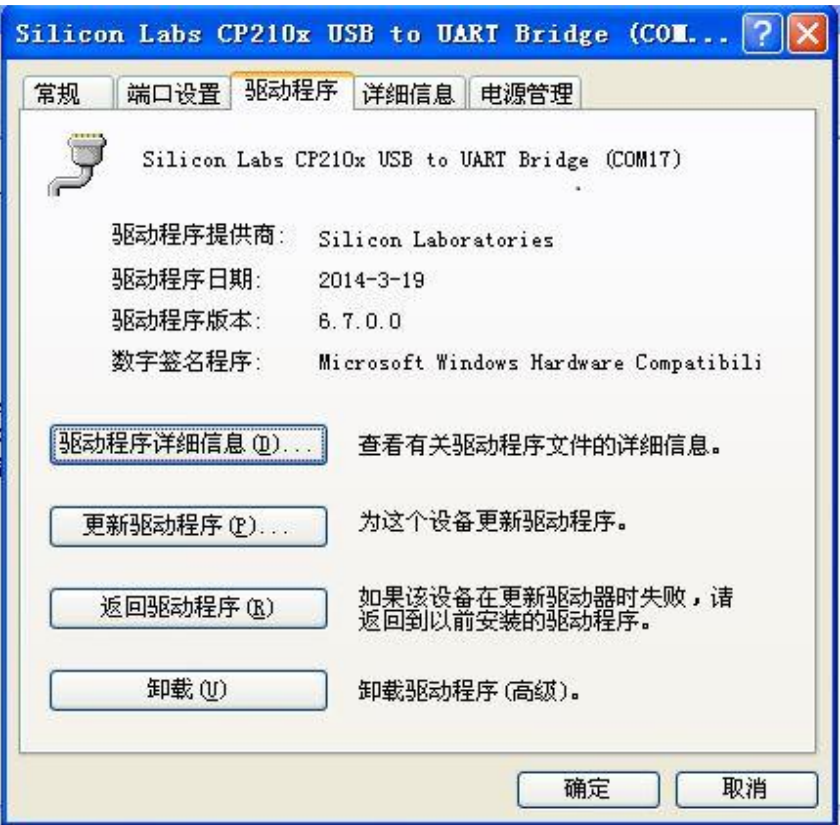 Silicon Labs CP210x USB to UART Bridge (COM...
常规 端口设置 驱动程序 详细信息 电源管理
Silicon Labs CP210x USB to UART Bridge (COM17)
驱动程序提供商: Silicon Laboratories
驱动程序日期: 2014-3-19
驱动程序版本: 6.7.0.0
数字签名程序: Microsoft Windows Hardware Compatibili
驱动程序详细信息(D)... 查看有关驱动程序文件的详细信息。
更新驱动程序(P)... 为这个设备更新驱动程序。
返回驱动程序(R) 如果该设备在更新驱动器时失败,请
返回到以前安装的驱动程序。
卸载(U) 卸载驱动程序(高级)。
确定 取消